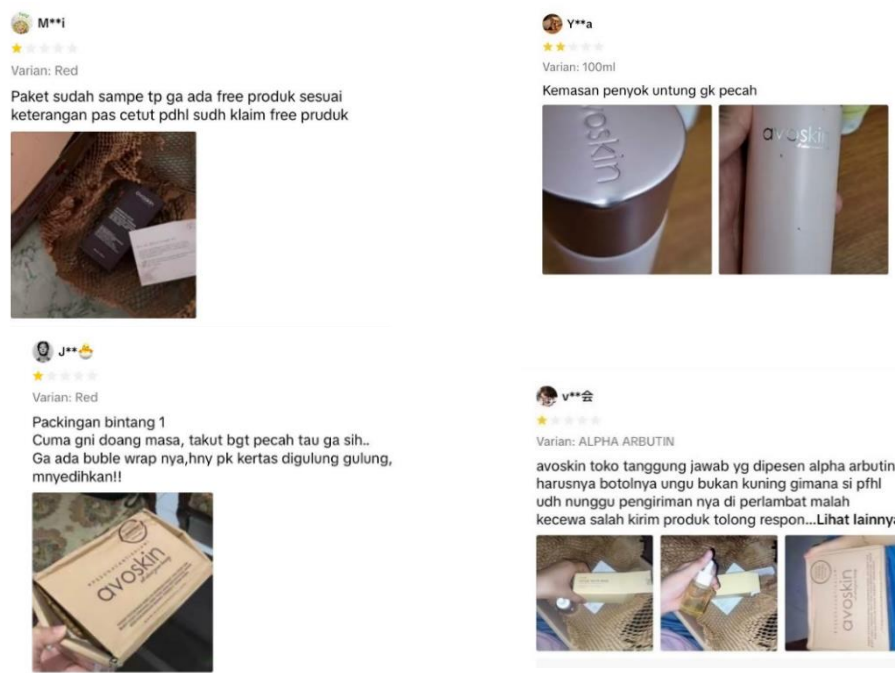 M**i
Varian: Red
Paket sudah sampe tp ga ada free produk sesuai
keterangan pas cetut pdhl sudh klaim free pruduk
avoskin
Y**a
Varian: 100ml
Kemasan penyok untung gk pecah
avoskin
avoskin
J**🐣
Varian: Red
Packingan bintang 1
Cuma gni doang masa, takut bgt pecah tau ga sih..
Ga ada buble wrap nya,hny pk kertas digulung gulung,
mnyedihkan!!
avoskin
v**会
Varian: ALPHA ARBUTIN
avoskin toko tanggung jawab yg dipesen alpha arbutin
harusnya botolnya ungu bukan kuning gimana si pfhl
udh nunggu pengiriman nya di perlambat malah
kecewa salah kirim produk tolong respon...Lihat lainnya
avoskin